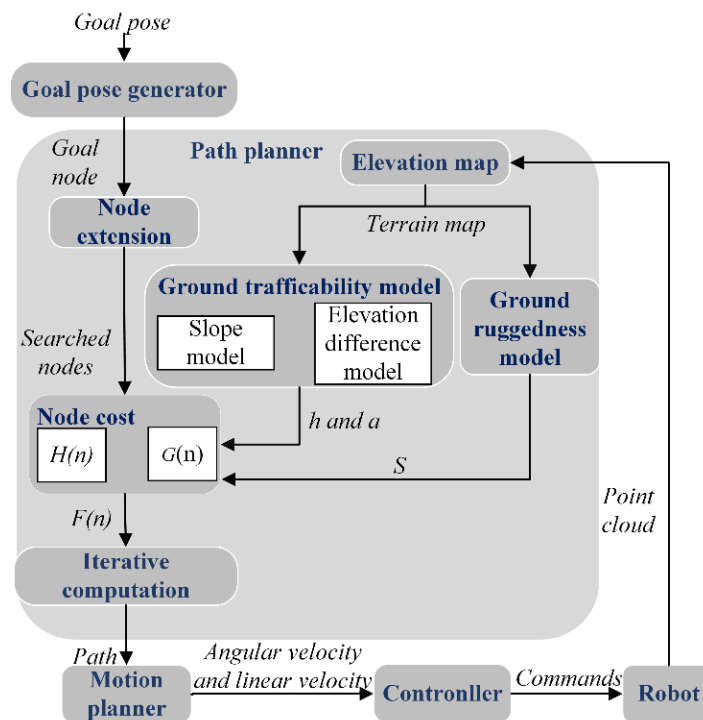 Goal pose
Goal pose generator
Path planner
Goal
node
Elevation map
Node
extension
Terrain map
Ground trafficability model
Slope
model
Elevation
difference
model
Ground
ruggedness
model
Searched
nodes
Node cost
H(n)
G(n)
h and a
S
Point
cloud
F(n)
Iterative
computation
Path
Motion
planner
Angular velocity
and linear velocity
Contronller
Commands
Robot